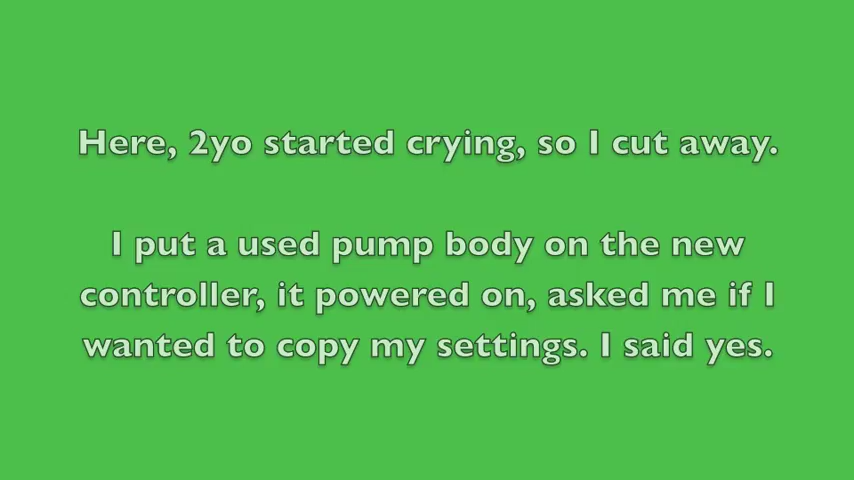 Here, 2yo started crying, so I cut away.
I put a used pump body on the new
controller, it powered on, asked me if I
wanted to copy my settings. I said yes.